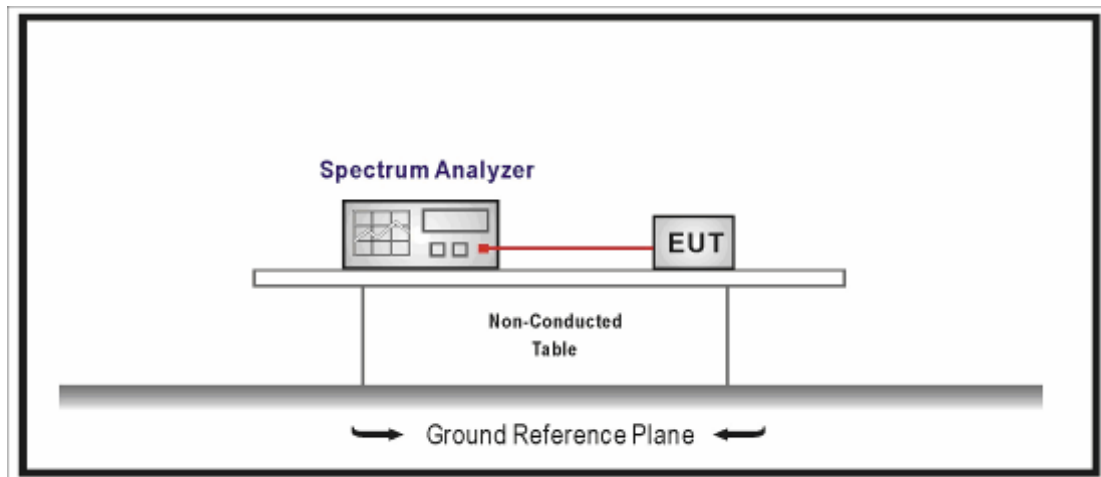 Spectrum Analyzer
EUT
Non-Conducted
Table
Ground Reference Plane